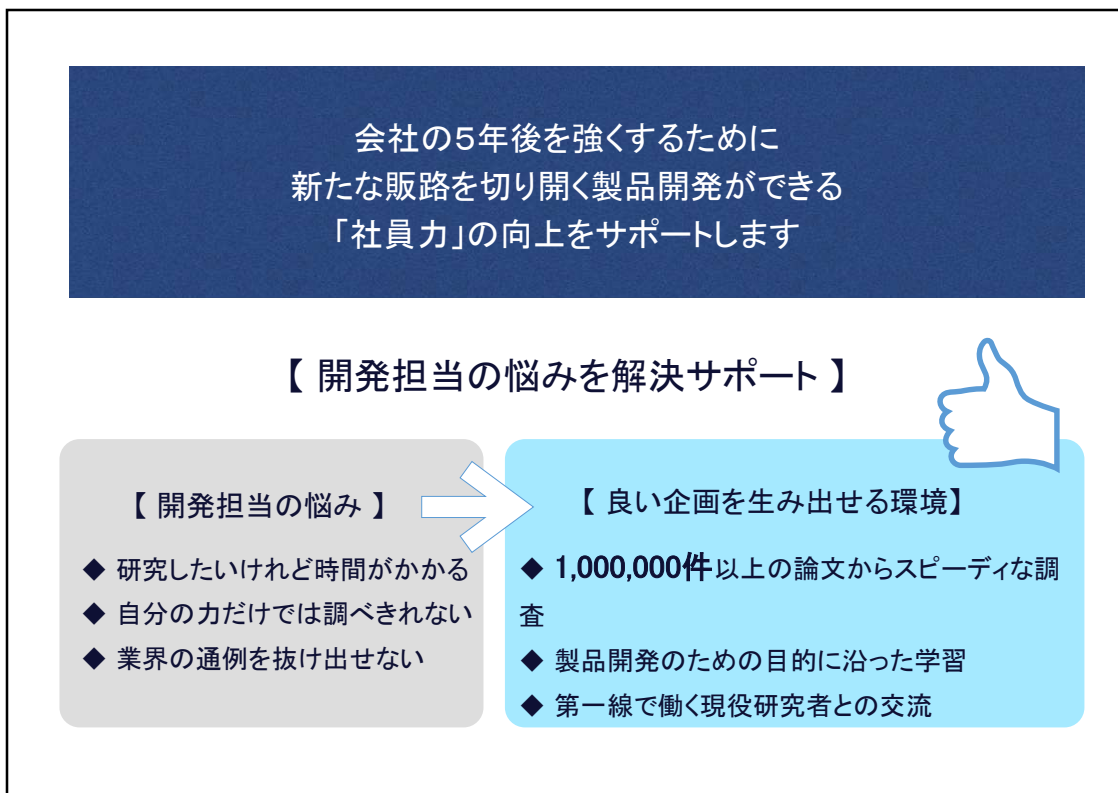 会社の５年後を強くするために
新たな販路を切り開く製品開発ができる
「社員力」の向上をサポートします
【 開発担当の悩みを解決サポート 】
【 開発担当の悩み 】
◆ 研究したいけれど時間がかかる
◆ 自分の力だけでは調べきれない
◆ 業界の通例を抜け出せない
【 良い企画を生み出せる環境】
◆ 1,000,000件以上の論文からスピーディな調
査
◆ 製品開発のための目的に沿った学習
◆ 第一線で働く現役研究者との交流